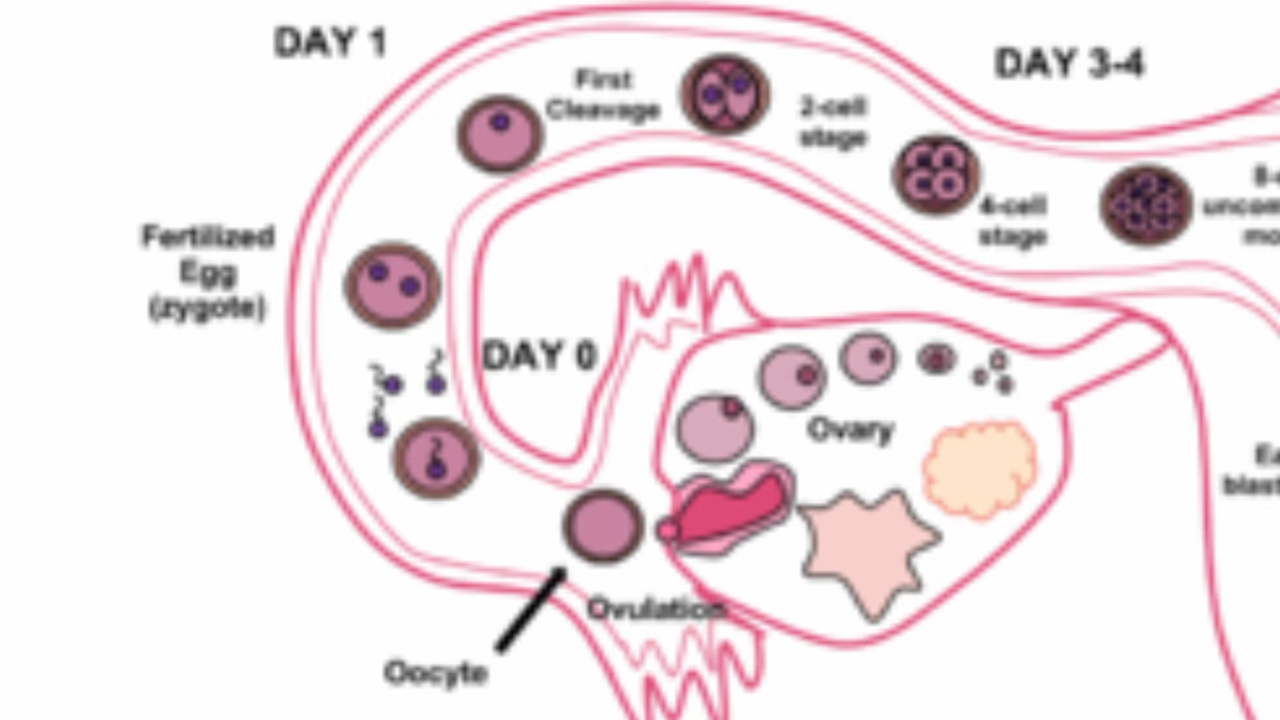 DAY 1
First
Cleavage
2-cell
stage
DAY 3-4
4-cell
stage
Fertilized
Egg
(zygote)
DAY 0
Ovary
Ovulation
Oocyte